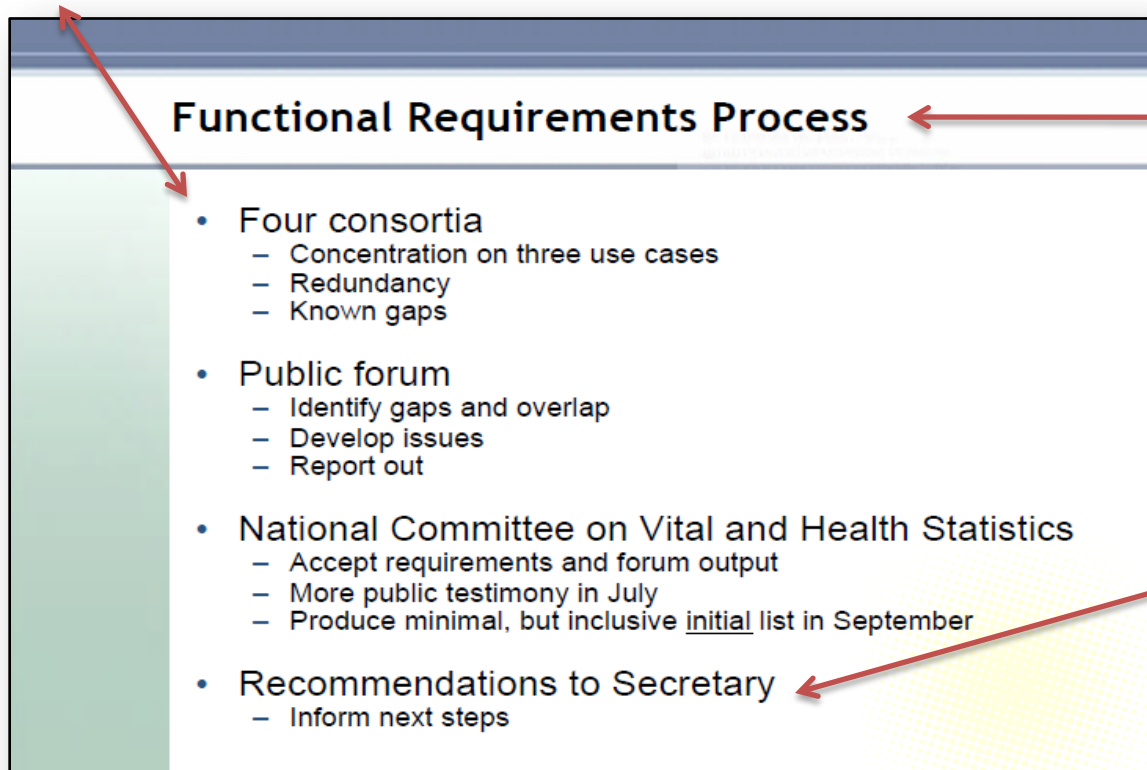 Functional Requirements Process
• Four consortia
– Concentration on three use cases
– Redundancy
– Known gaps
• Public forum
– Identify gaps and overlap
– Develop issues
– Report out
• National Committee on Vital and Health Statistics
– Accept requirements and forum output
– More public testimony in July
– Produce minimal, but inclusive initial list in September
• Recommendations to Secretary
– Inform next steps